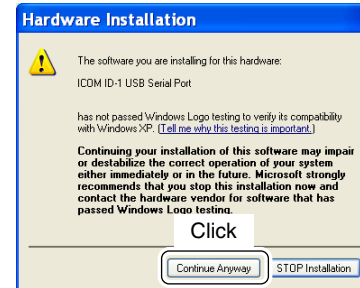 Hardware Installation
The software you are installing for this hardware:
ICOM ID-1 USB Serial Port
has not passed Windows Logo testing to verify its compatibility
with Windows XP. (Tell me why this testing is important.)
Continuing your installation of this software may impair
or destabilize the correct operation of your system
either immediately or in the future. Microsoft strongly
recommends that you stop this installation now and
contact the hardware vendor for software that has
passed Windows Logo testing.
Click
Continue Anyway STOP Installation